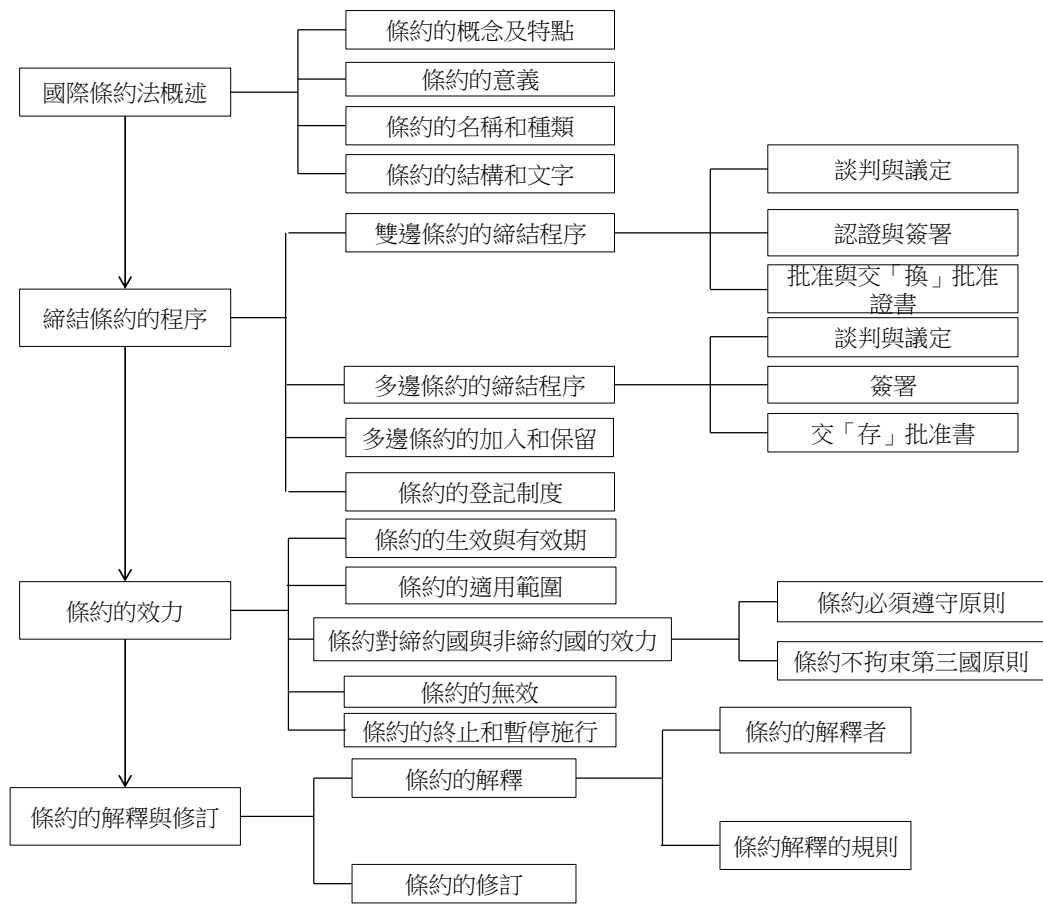 國際條約法概述
條約的概念及特點
條約的意義
條約的名稱和種類
條約的結構和文字
締結條約的程序
雙邊條約的締結程序
談判與議定
認證與簽署
批准與交「換」批准
證書
多邊條約的締結程序
談判與議定
簽署
交「存」批准書
多邊條約的加入和保留
條約的登記制度
條約的效力
條約的生效與有效期
條約的適用範圍
條約對締約國與非締約國的效力
條約必須遵守原則
條約不拘束第三國原則
條約的無效
條約的終止和暫停施行
條約的解釋與修訂
條約的解釋
條約的解釋者
條約解釋的規則
條約的修訂